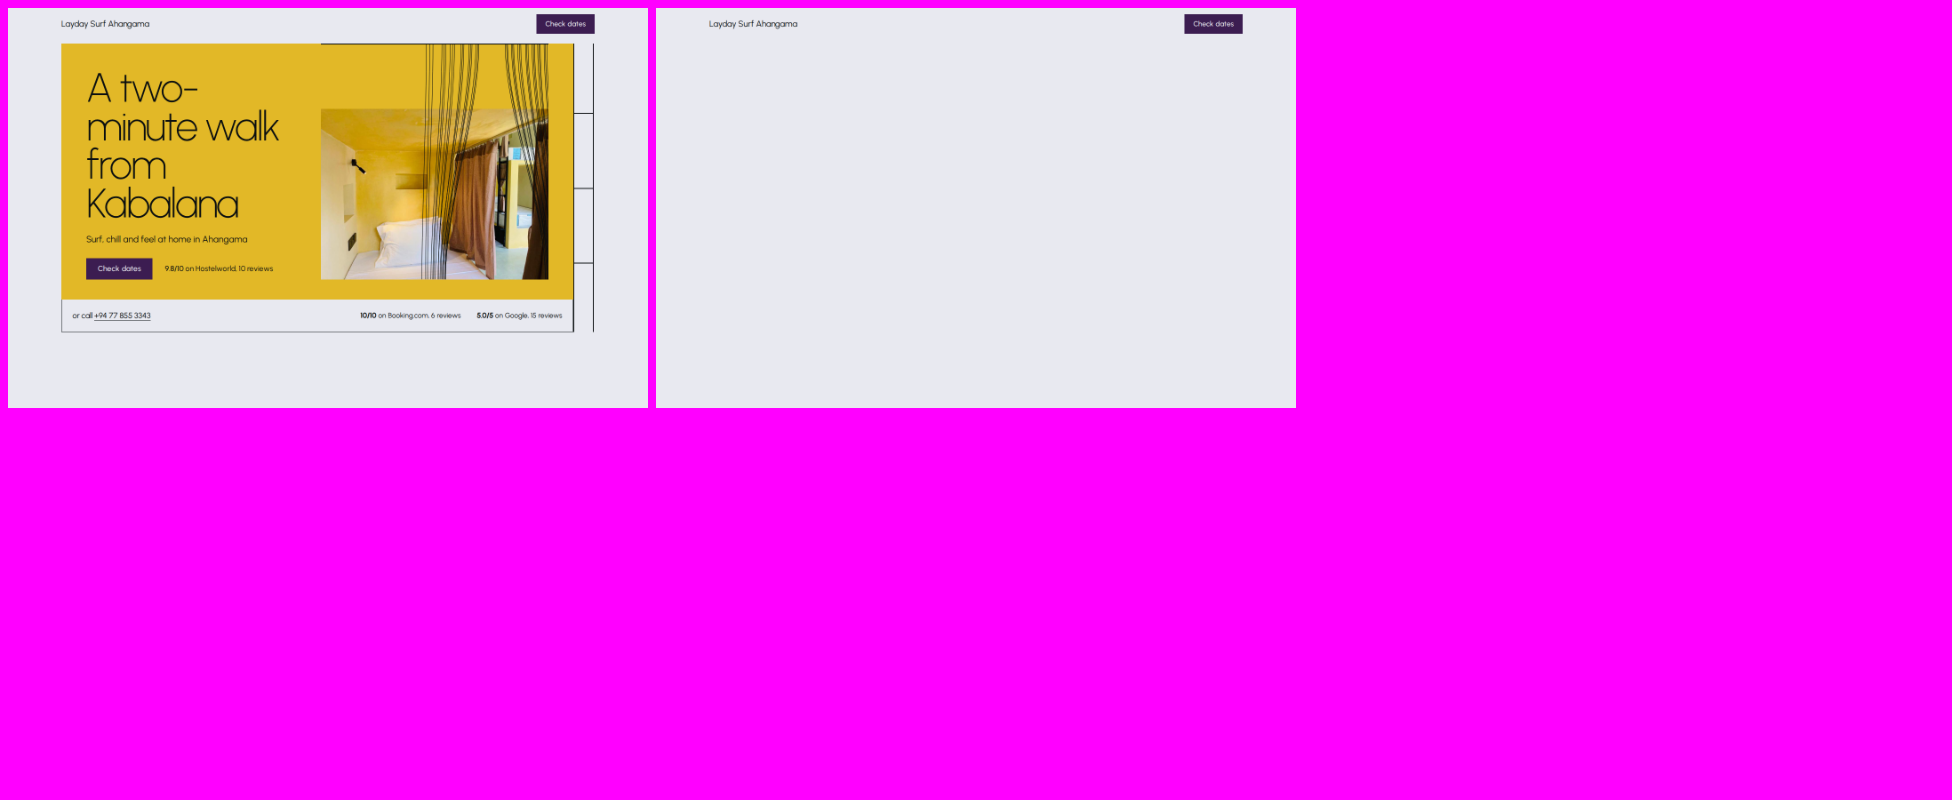 Layday Surf Ahangama
Check dates
A two-
minute walk
from
Kabalana
Surf, chill and feel at home in Ahangama
Check dates
9.8/10 on Hostelworld, 10 reviews
or call +94 77 855 3343
10/10 on Booking.com, 6 reviews
5.0/5 on Google, 15 reviews
Layday Surf Ahangama
Check dates